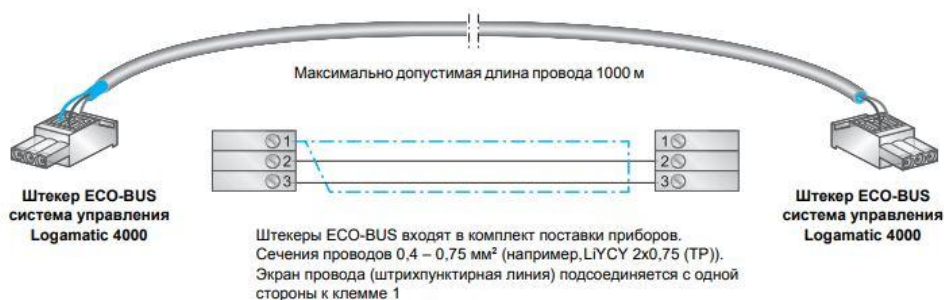 Максимально допустимая длина провода 1000 м
1 1
2 2
3 3
Штекер ECO-BUS
система управления
Logamatic 4000
Штекер ECO-BUS
система управления
Logamatic 4000
Штекеры ECO-BUS входят в комплект поставки приборов.
Сечения проводов 0,4 – 0,75 мм² (например,LiYCY 2x0,75 (TP)).
Экран провода (штрихпунктирная линия) подсоединяется с одной
стороны к клемме 1